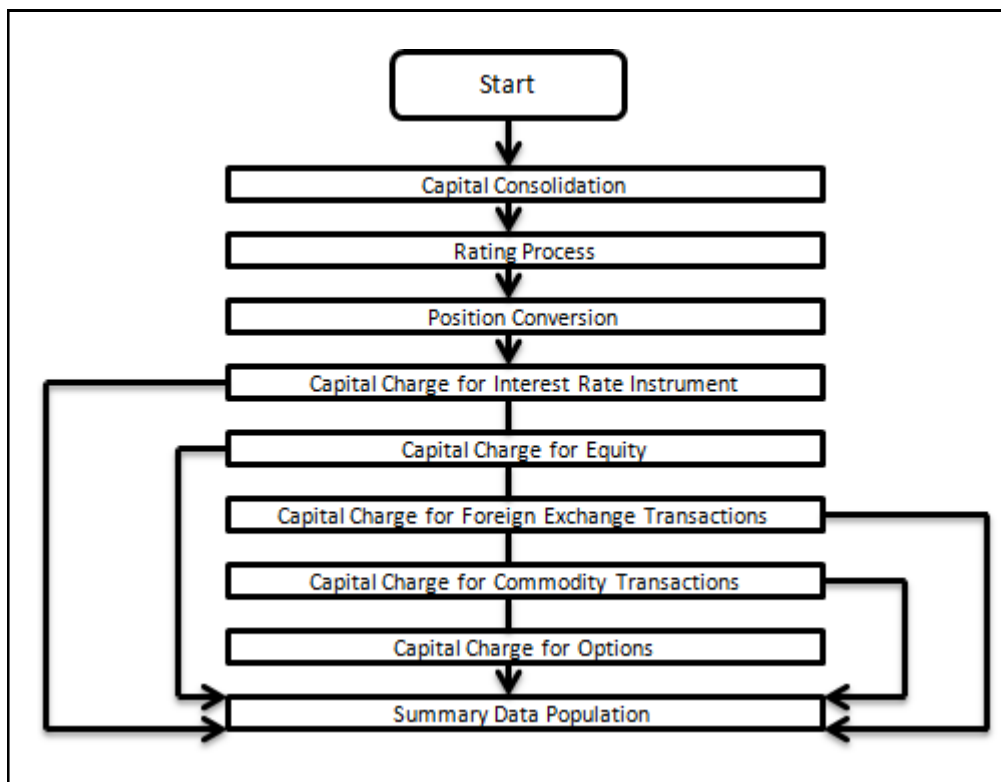 Start
Capital Consolidation
Rating Process
Position Conversion
Capital Charge for Interest Rate Instrument
Capital Charge for Equity
Capital Charge for Foreign Exchange Transactions
Capital Charge for Commodity Transactions
Capital Charge for Options
Summary Data Population